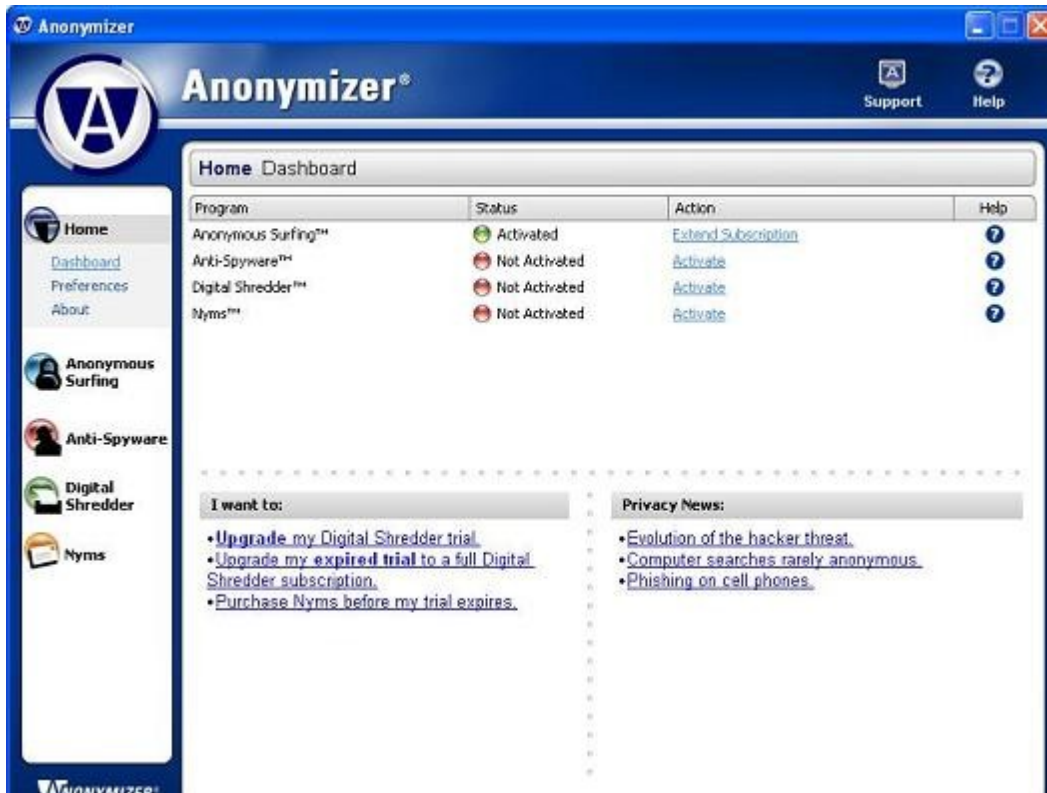 Anonymizer
Anonymizer®
Support
Help
Home Dashboard
Program Status Action Help
Anonymous Surfing™ Activated Extend Subscription
Anti-Spyware™ Not Activated Activate
Digital Shredder™ Not Activated Activate
Nyms™ Not Activated Activate
Home
Dashboard
Preferences
About
Anonymous
Surfing
Anti-Spyware
Digital
Shredder
Nyms
I want to:
•Upgrade my Digital Shredder trial.
•Upgrade my expired trial to a full Digital
Shredder subscription.
•Purchase Nyms before my trial expires.
Privacy News:
•Evolution of the hacker threat.
•Computer searches rarely anonymous.
•Phishing on cell phones.
ANONYMIZER®